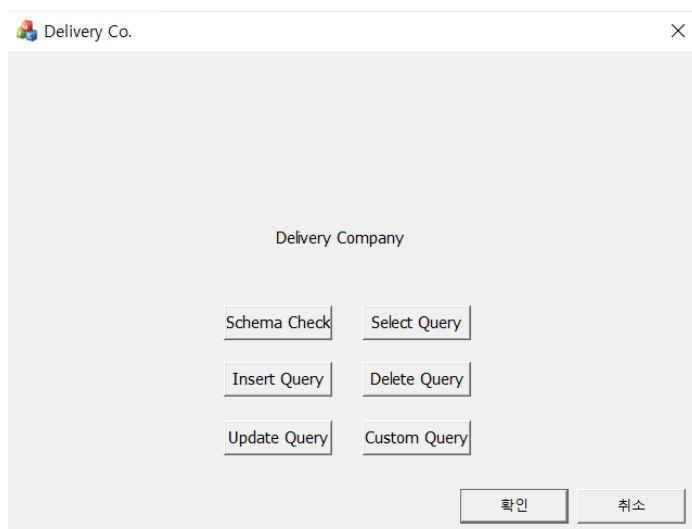 Delivery Co.
Delivery Company
Schema Check Select Query
Insert Query Delete Query
Update Query Custom Query
확인 취소